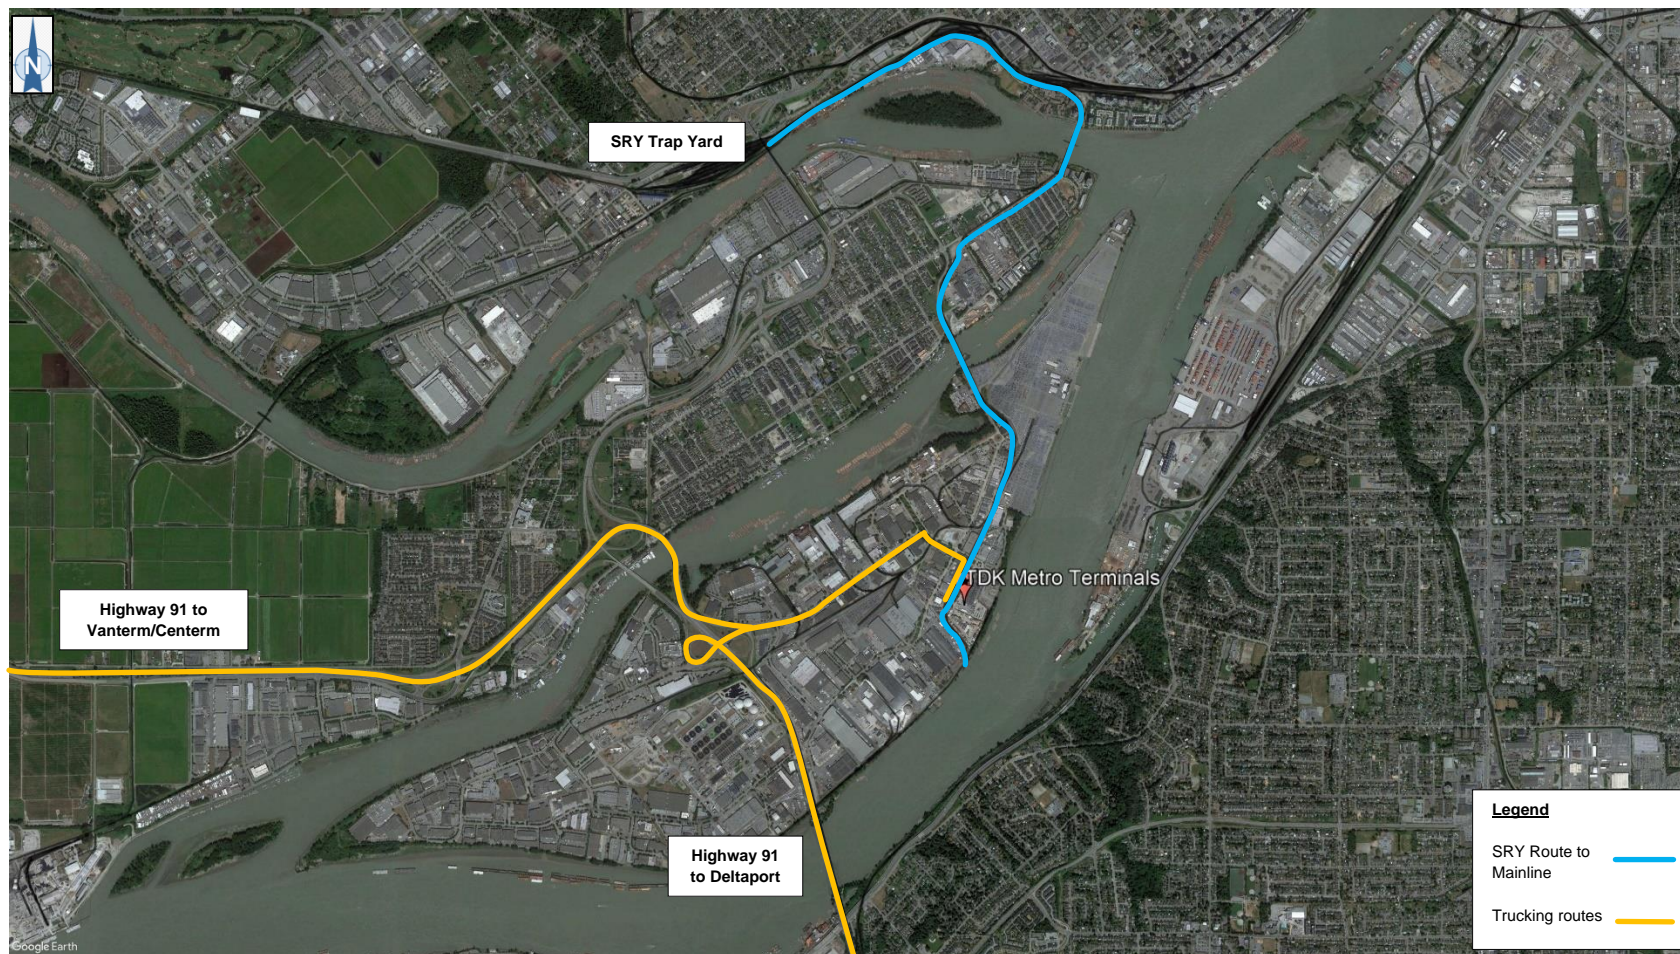 N
SRY Trap Yard
TDK Metro Terminals
Highway 91 to
Vanterm/Centerm
Highway 91
to Deltaport
Legend
SRY Route to
Mainline
Trucking routes
Google Earth